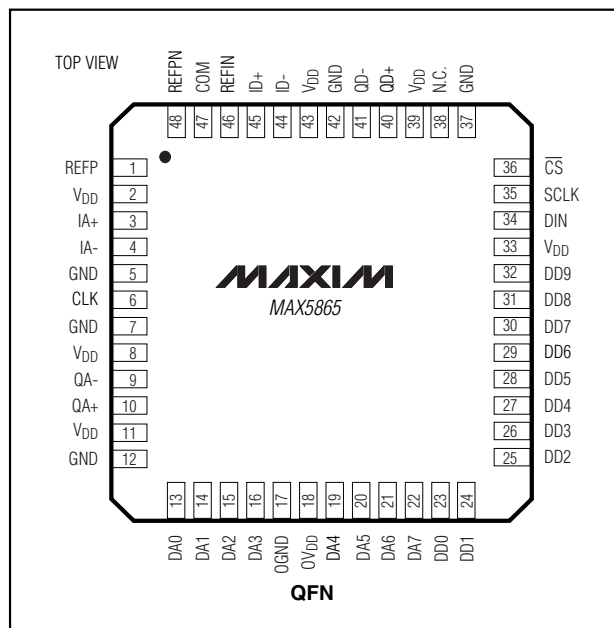 TOP VIEW
REFPN COM REFIN ID+ ID- VDD GND QD- QD+ VDD N.C. GND
48 47 46 45 44 43 42 41 40 39 38 37
REFP 1 36 CS
VDD 2 35 SCLK
IA+ 3 34 DIN
IA- 4 33 VDD
GND 5 32 DD9
CLK 6 31 DD8
GND 7 30 DD7
VDD 8 29 DD6
QA- 9 28 DD5
QA+ 10 27 DD4
VDD 11 26 DD3
GND 12 25 DD2
MAXIM
MAX5865
13 14 15 16 17 18 19 20 21 22 23 24
DA0 DA1 DA2 DA3 OGND OVDD DA4 DA5 DA6 DA7 DD0 DD1
QFN